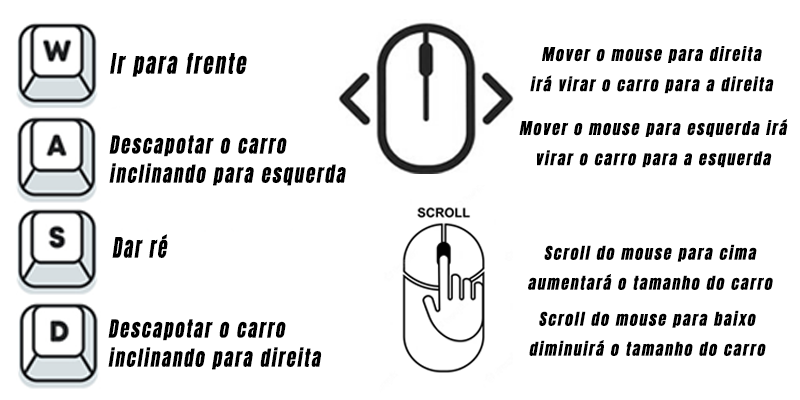 W
Ir para frente
A
Descapotar o carro
inclinando para esquerda
S
Dar ré
D
Descapotar o carro
inclinando para direita
Mover o mouse para direita
irá virar o carro para a direita
Mover o mouse para esquerda irá
virar o carro para a esquerda
SCROLL
Scroll do mouse para cima
aumentará o tamanho do carro
Scroll do mouse para baixo
diminuirá o tamanho do carro